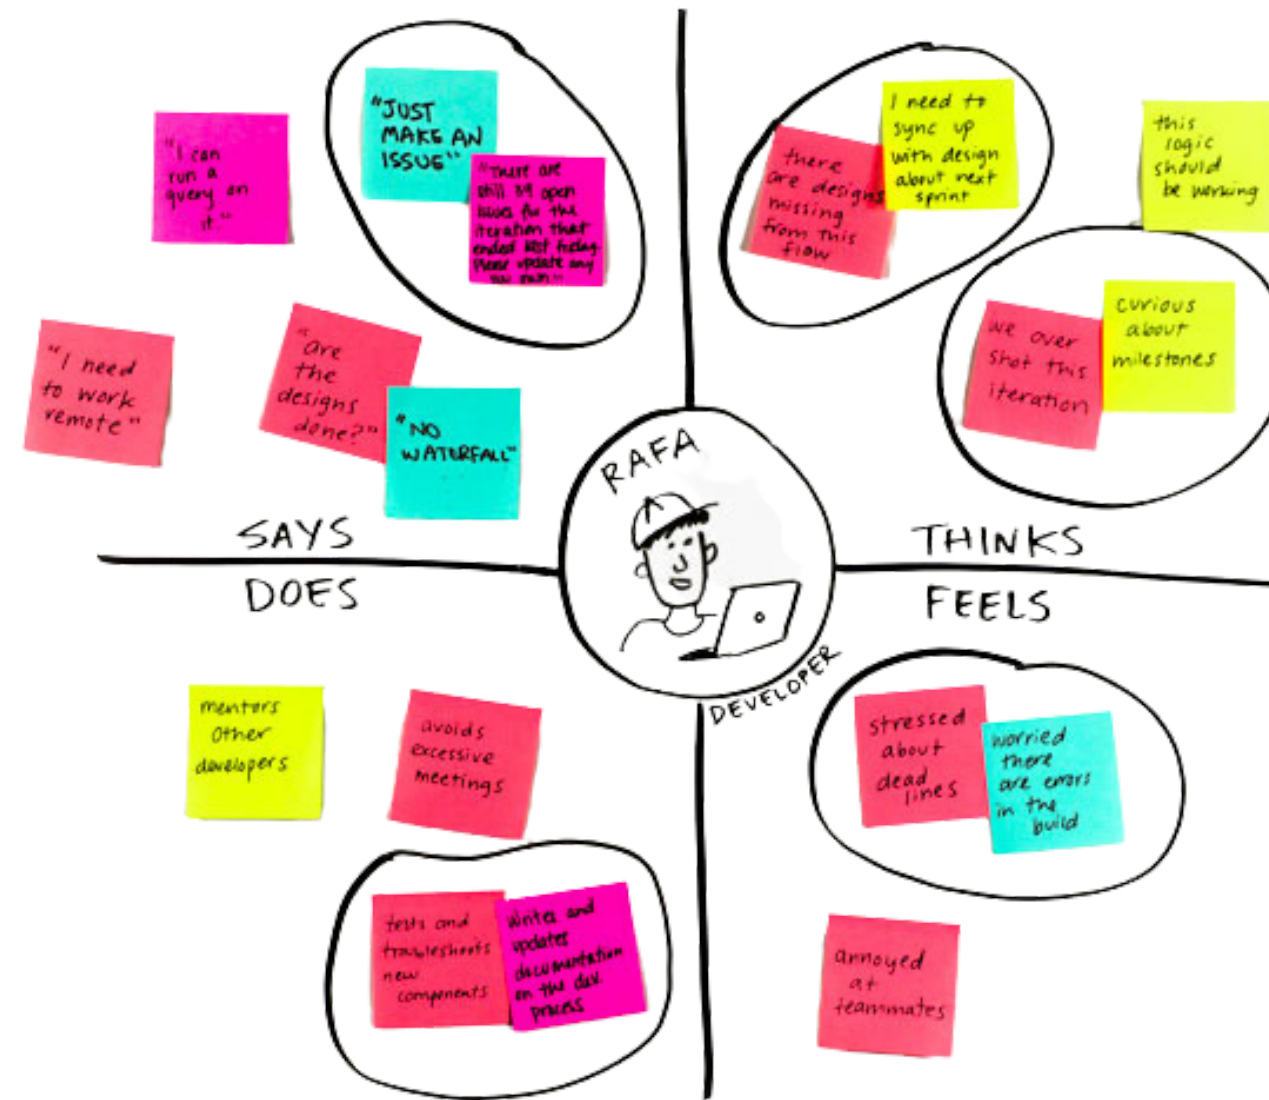 "I can
run a
query on
it."
"JUST
MAKE AN
ISSUE"
"There are
still 39 open
issues for the
iteration that
ended last friday.
Please update any
you own."
"I need
to work
remote"
"are
the
designs
done?"
"NO
WATERFALL"
SAYS
there
are designs
missing
from this
flow
I need to
sync up
with design
about next
sprint
this
logic
should
be working
we over
shot this
iteration
curious
about
milestones
THINKS
RAFA
DEVELOPER
DOES
mentors
other
developers
avoids
excessive
meetings
tests and
troubleshoots
new
components
writes and
updates
documentation
on the dev.
process
FEELS
stressed
about
dead
lines
worried
there
are errors
in the
build
annoyed
at
teammates